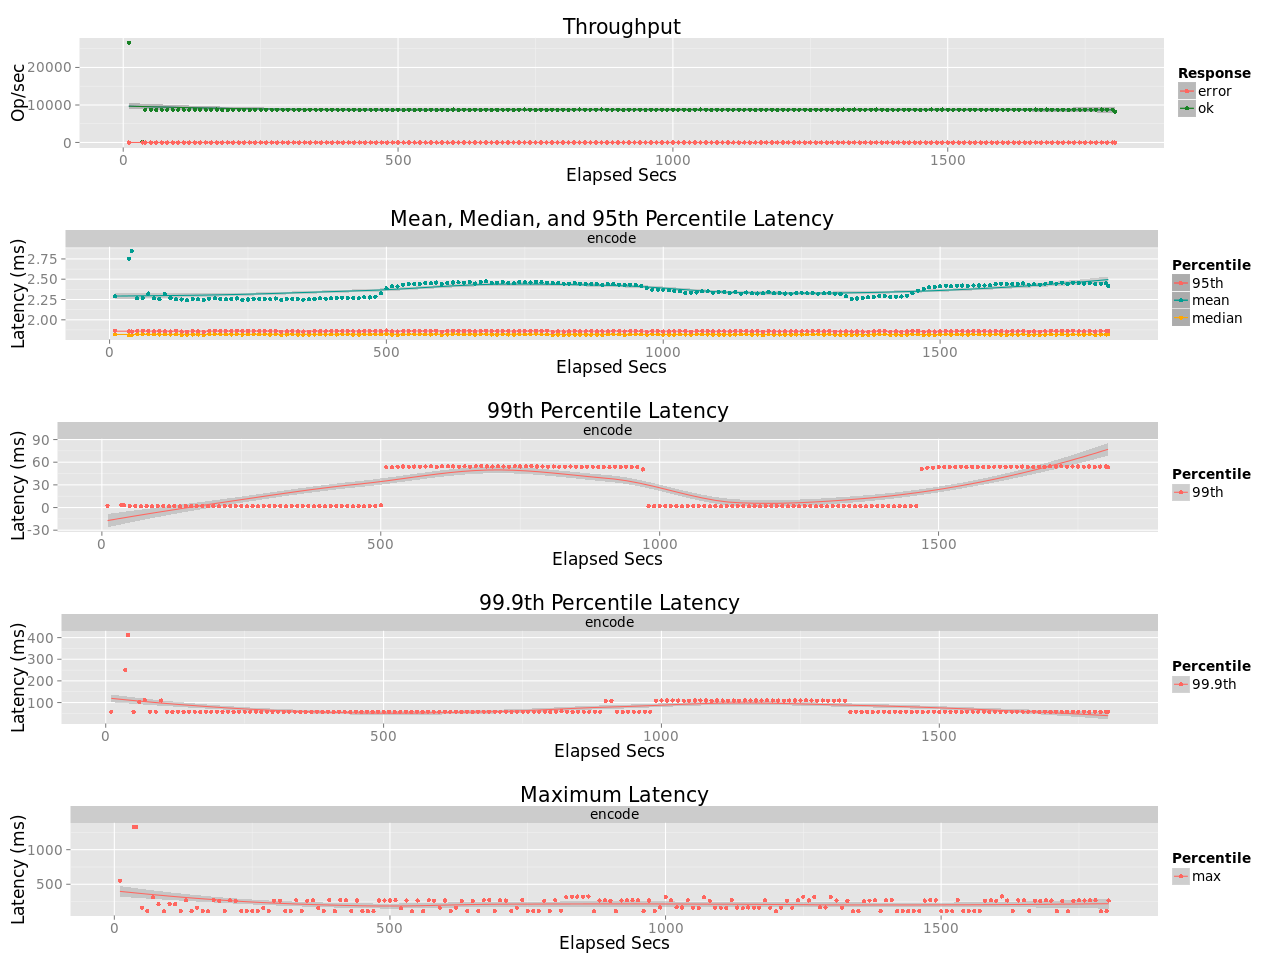 Throughput
Op/sec
20000
10000
0
0 500 1000 1500
Elapsed Secs
Response
error
ok
Mean, Median, and 95th Percentile Latency
encode
Latency (ms)
2.75
2.50
2.25
2.00
0 500 1000 1500
Elapsed Secs
Percentile
95th
mean
median
99th Percentile Latency
encode
Latency (ms)
90
60
30
0
-30
0 500 1000 1500
Elapsed Secs
Percentile
99th
99.9th Percentile Latency
encode
Latency (ms)
400
300
200
100
0 500 1000 1500
Elapsed Secs
Percentile
99.9th
Maximum Latency
encode
Latency (ms)
1000
500
0 500 1000 1500
Elapsed Secs
Percentile
max